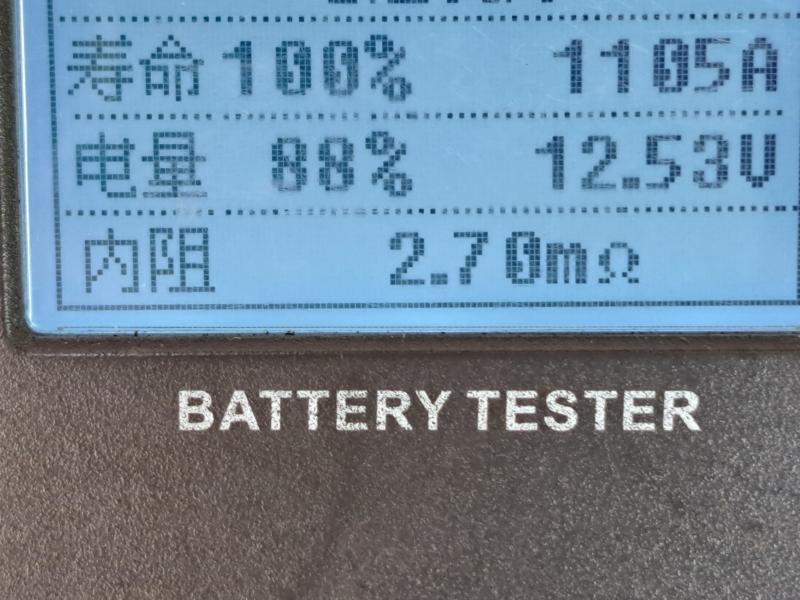 寿命 100% 1105A
电量 88% 12.53V
内阻 2.70mΩ
BATTERY TESTER